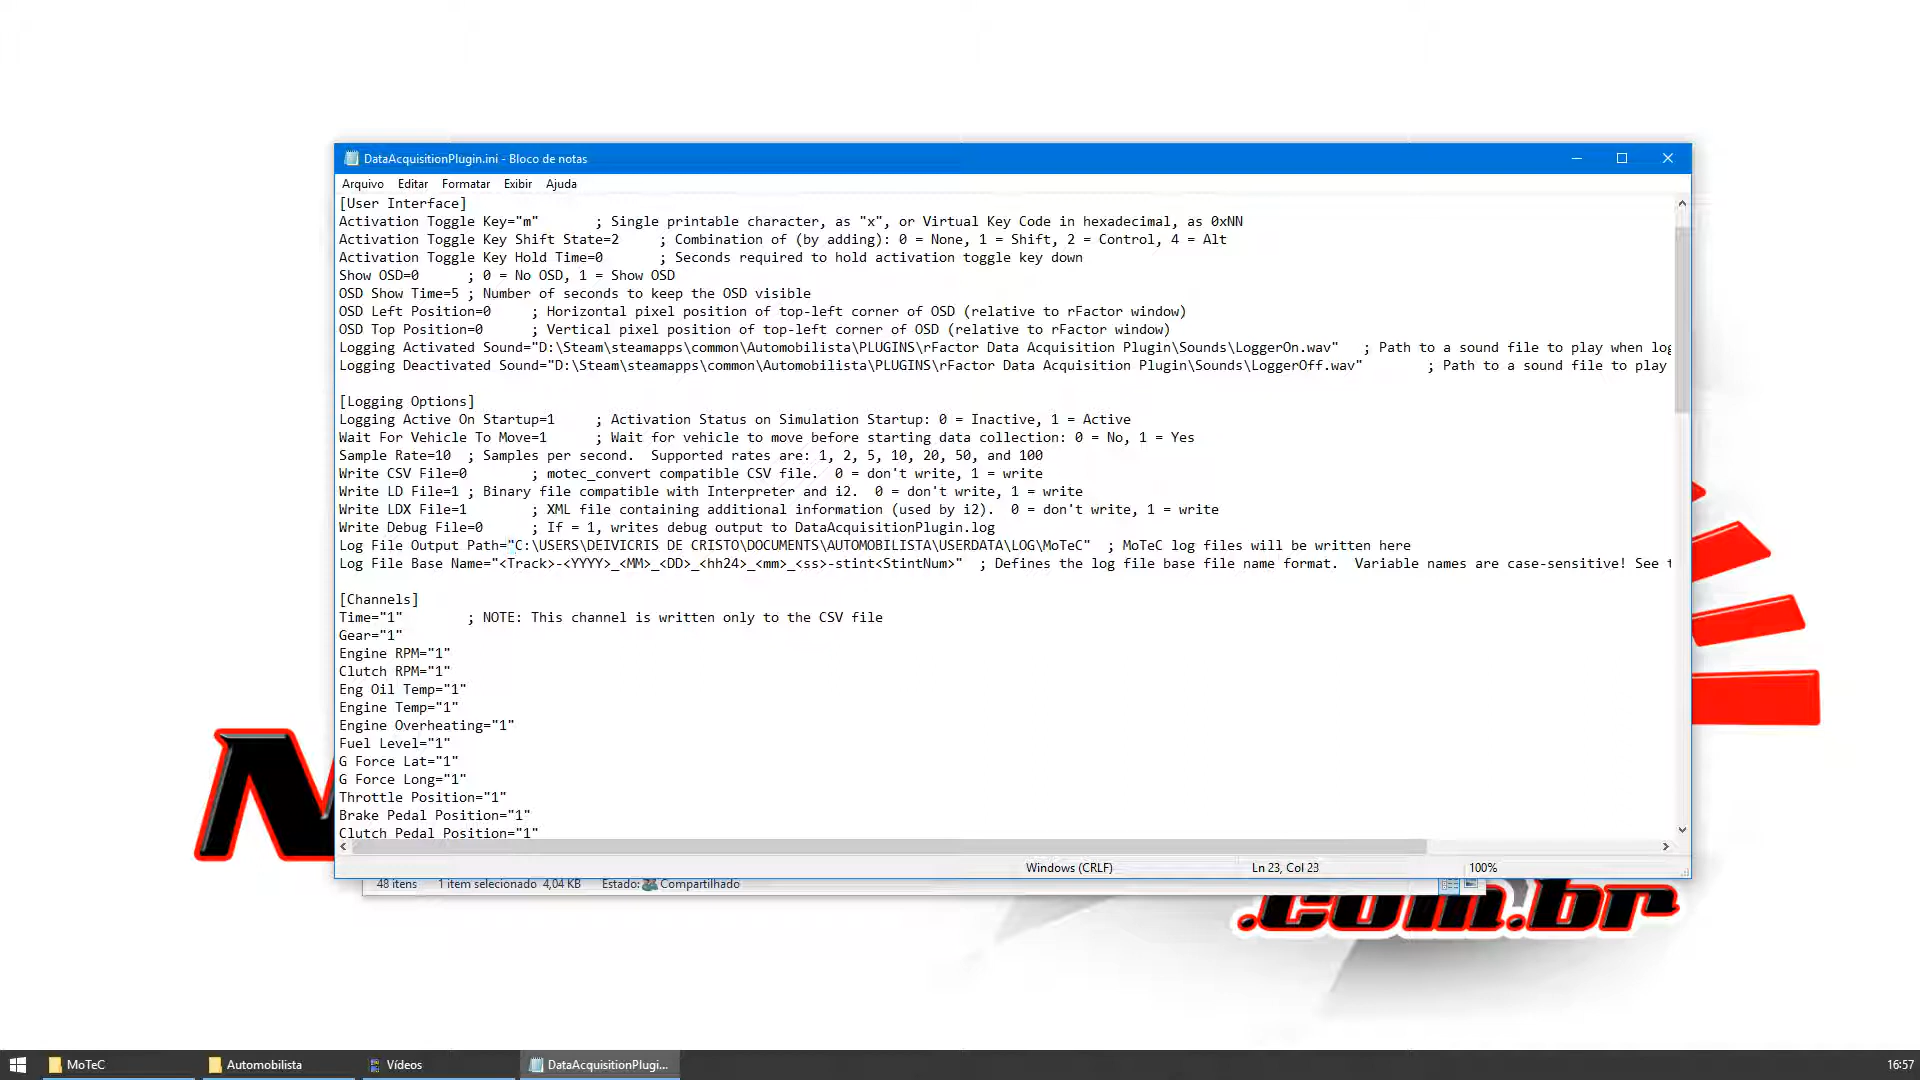 DataAcquisitionPlugin.ini - Bloco de notas
Arquivo Editar Formatar Exibir Ajuda
[User Interface]
Activation Toggle Key="m" ; Single printable character, as "x", or Virtual Key Code in hexadecimal, as 0xNN
Activation Toggle Key Shift State=2 ; Combination of (by adding): 0 = None, 1 = Shift, 2 = Control, 4 = Alt
Activation Toggle Key Hold Time=0 ; Seconds required to hold activation toggle key down
Show OSD=0 ; 0 = No OSD, 1 = Show OSD
OSD Show Time=5 ; Number of seconds to keep the OSD visible
OSD Left Position=0 ; Horizontal pixel position of top-left corner of OSD (relative to rFactor window)
OSD Top Position=0 ; Vertical pixel position of top-left corner of OSD (relative to rFactor window)
Logging Activated Sound="D:\Steam\steamapps\common\Automobilista\PLUGINS\rFactor Data Acquisition Plugin\Sounds\LoggerOn.wav" ; Path to a sound file to play when log
Logging Deactivated Sound="D:\Steam\steamapps\common\Automobilista\PLUGINS\rFactor Data Acquisition Plugin\Sounds\LoggerOff.wav" ; Path to a sound file to play
[Logging Options]
Logging Active On Startup=1 ; Activation Status on Simulation Startup: 0 = Inactive, 1 = Active
Wait For Vehicle To Move=1 ; Wait for vehicle to move before starting data collection: 0 = No, 1 = Yes
Sample Rate=10 ; Samples per second. Supported rates are: 1, 2, 5, 10, 20, 50, and 100
Write CSV File=0 ; motec_convert compatible CSV file. 0 = don't write, 1 = write
Write LD File=1 ; Binary file compatible with Interpreter and i2. 0 = don't write, 1 = write
Write LDX File=1 ; XML file containing additional information (used by i2). 0 = don't write, 1 = write
Write Debug File=0 ; If = 1, writes debug output to DataAcquisitionPlugin.log
Log File Output Path="C:\USERS\DEIVICRIS DE CRISTO\DOCUMENTS\AUTOMOBILISTA\USERDATA\LOG\MoTeC" ; MoTeC log files will be written here
Log File Base Name="<Track>-<YYYY>_<MM>_<DD>_<hh24>_<mm>_<ss>-stint<StintNum>" ; Defines the log file base file name format. Variable names are case-sensitive! See t
[Channels]
Time="1" ; NOTE: This channel is written only to the CSV file
Gear="1"
Engine RPM="1"
Clutch RPM="1"
Eng Oil Temp="1"
Engine Temp="1"
Engine Overheating="1"
Fuel Level="1"
G Force Lat="1"
G Force Long="1"
Throttle Position="1"
Brake Pedal Position="1"
Clutch Pedal Position="1"
Windows (CRLF) Ln 23, Col 23 100%
48 itens 1 item selecionado 4,04 KB Estado: Compartilhado
.com.br
MoTeC Automobilista Vídeos DataAcquisitionPlugi... 16:57